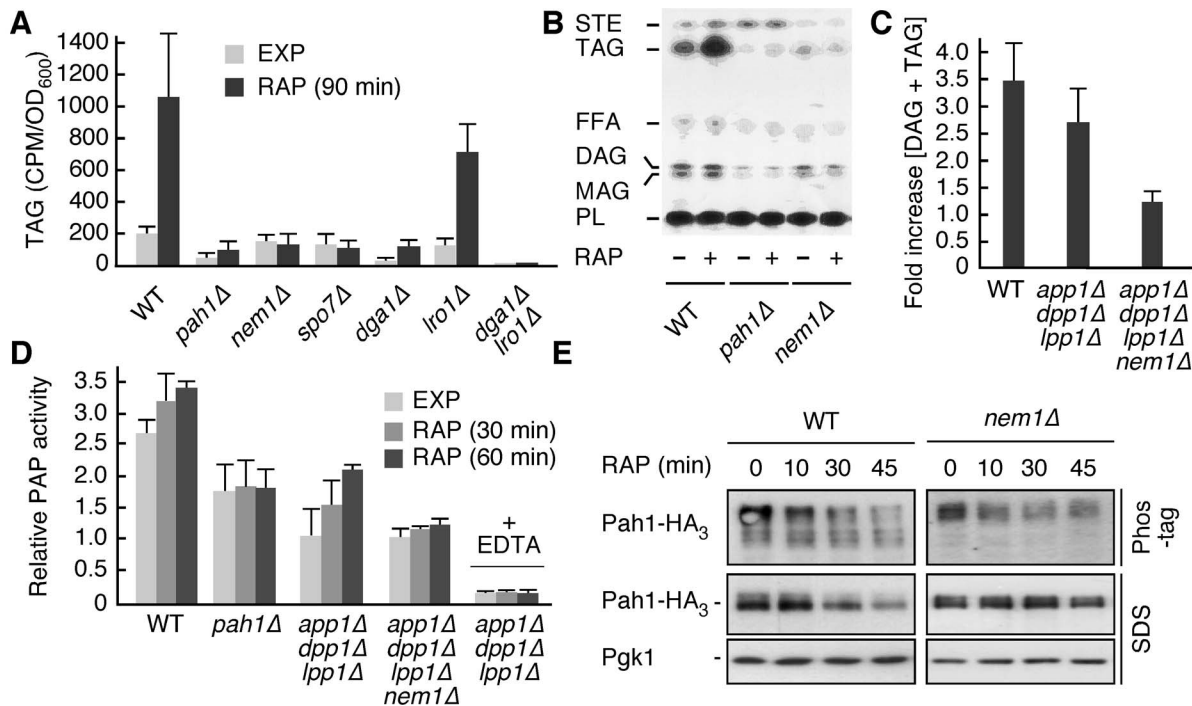 A
TAG (CPM/OD600)
1400
1200
1000
800
600
400
200
0
EXP
RAP (90 min)
WT
pah1Δ
nem1Δ
spo7Δ
dga1Δ
lro1Δ
dga1Δ
lro1Δ
B
STE
TAG
FFA
DAG
MAG
PL
RAP
− + − + − +
WT
pah1Δ
nem1Δ
C
Fold increase [DAG + TAG]
4.0
3.5
3.0
2.5
2.0
1.5
1.0
0.5
0
WT
app1Δ
dpp1Δ
lpp1Δ
app1Δ
dpp1Δ
lpp1Δ
nem1Δ
D
Relative PAP activity
3.5
3.0
2.5
2.0
1.5
1.0
0.5
0
EXP
RAP (30 min)
RAP (60 min)
+
EDTA
WT
pah1Δ
app1Δ
dpp1Δ
lpp1Δ
app1Δ
dpp1Δ
lpp1Δ
nem1Δ
app1Δ
dpp1Δ
lpp1Δ
E
WT
nem1Δ
RAP (min) 0 10 30 45 0 10 30 45
Pah1-HA3
Phos
-tag
Pah1-HA3 -
Pgk1 -
SDS